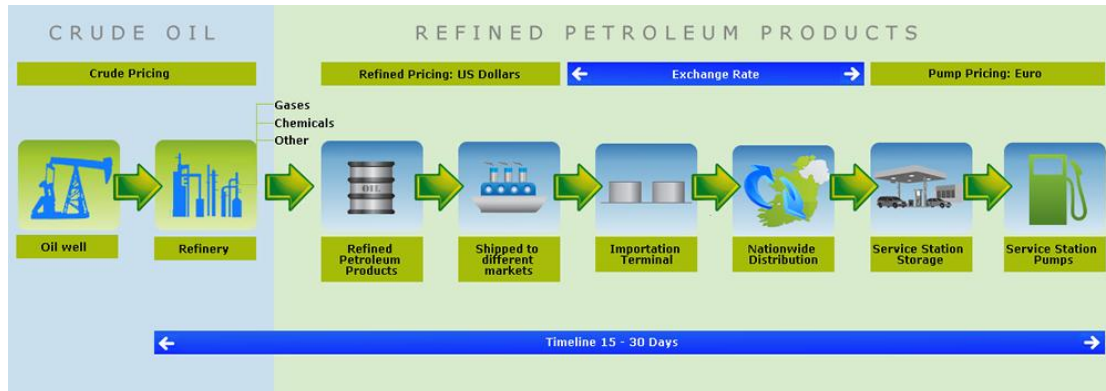 CRUDE OIL
REFINED PETROLEUM PRODUCTS
Crude Pricing
Refined Pricing: US Dollars
Exchange Rate
Pump Pricing: Euro
Gases
Chemicals
Other
OIL
Oil well
Refinery
Refined
Petroleum
Products
Shipped to
different
markets
Importation
Terminal
Nationwide
Distribution
Service Station
Storage
Service Station
Pumps
Timeline 15 - 30 Days